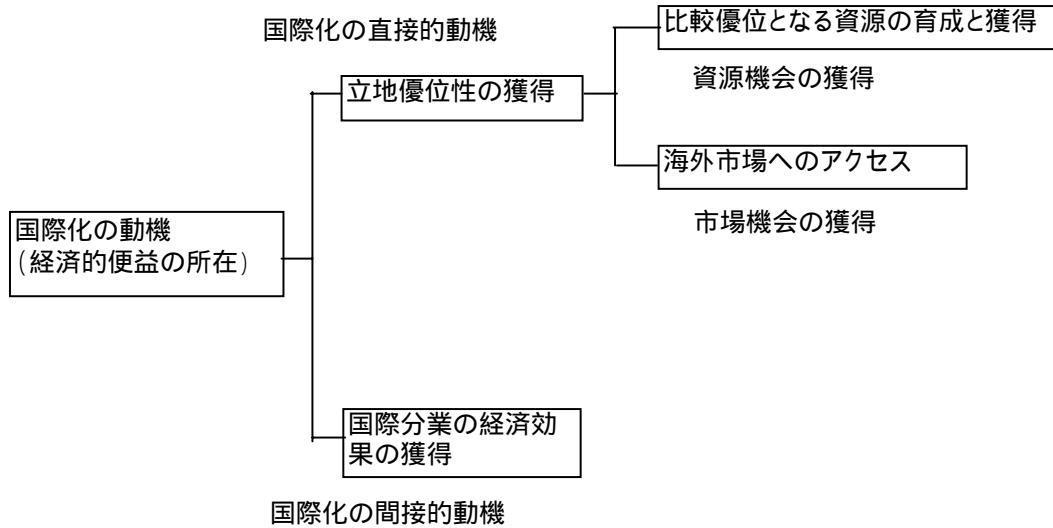 国際化の直接的動機
比較優位となる資源の育成と獲得
立地優位性の獲得
資源機会の獲得
海外市場へのアクセス
市場機会の獲得
国際化の動機
(経済的便益の所在)
国際分業の経済効
果の獲得
国際化の間接的動機